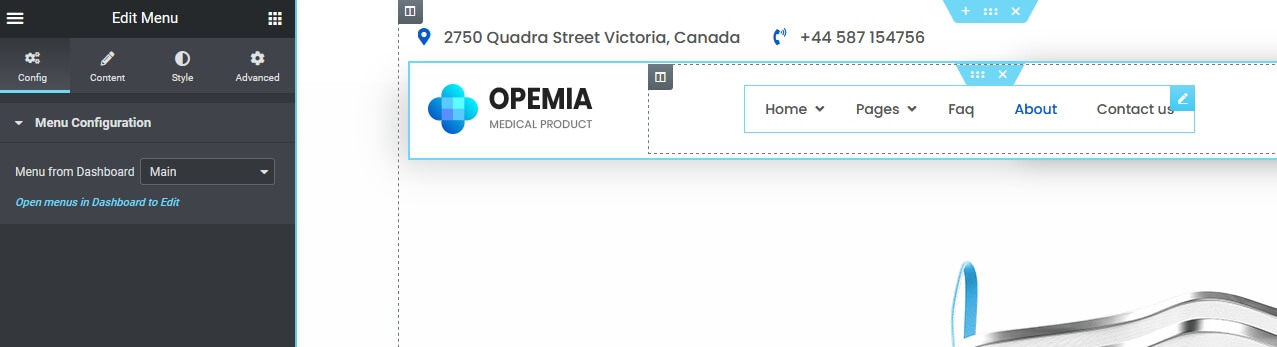 Edit Menu
Config
Content
Style
Advanced
Menu Configuration
Menu from Dashboard
Main
Open menus in Dashboard to Edit
2750 Quadra Street Victoria, Canada
+44 587 154756
OPEMIA
MEDICAL PRODUCT
Home
Pages
Faq
About
Contact us